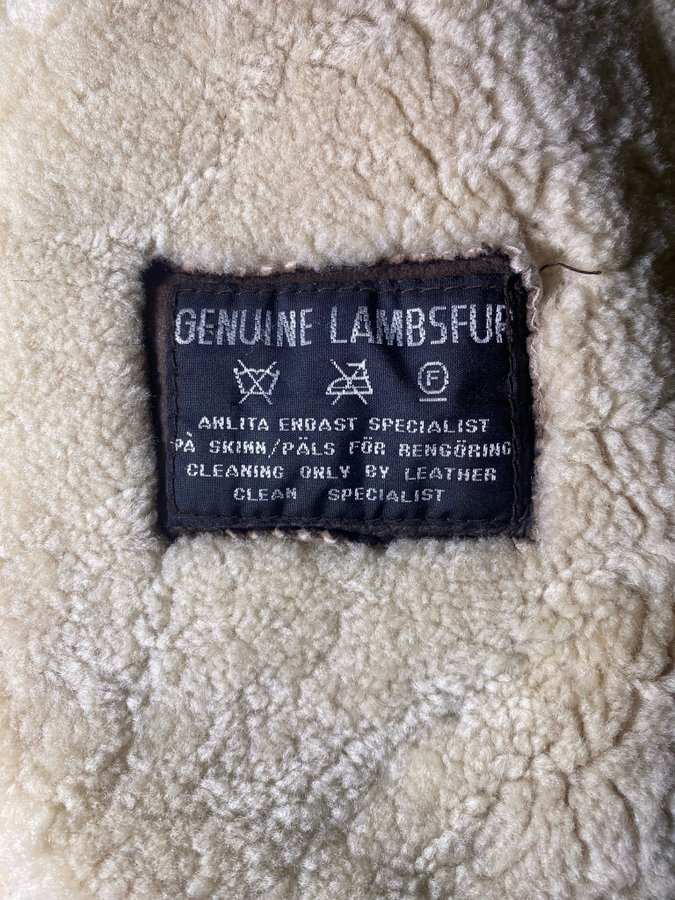 GENUINE LAMBSFUR
F
ANLITA ENDAST SPECIALIST
PÅ SKINN/PÄLS FÖR RENGÖRING
CLEANING ONLY BY LEATHER
CLEAN SPECIALIST